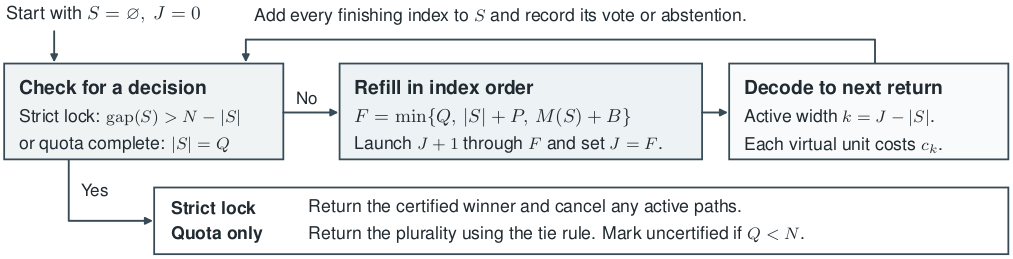 Start with S = ∅, J = 0
Add every finishing index to S and record its vote or abstention.
Check for a decision
Strict lock: gap(S) > N − |S|
or quota complete: |S| = Q
No
Refill in index order
F = min{Q, |S| + P, M(S) + B}
Launch J + 1 through F and set J = F.
Decode to next return
Active width k = J − |S|.
Each virtual unit costs cₖ.
Yes
Strict lock Return the certified winner and cancel any active paths.
Quota only Return the plurality using the tie rule. Mark uncertified if Q < N.